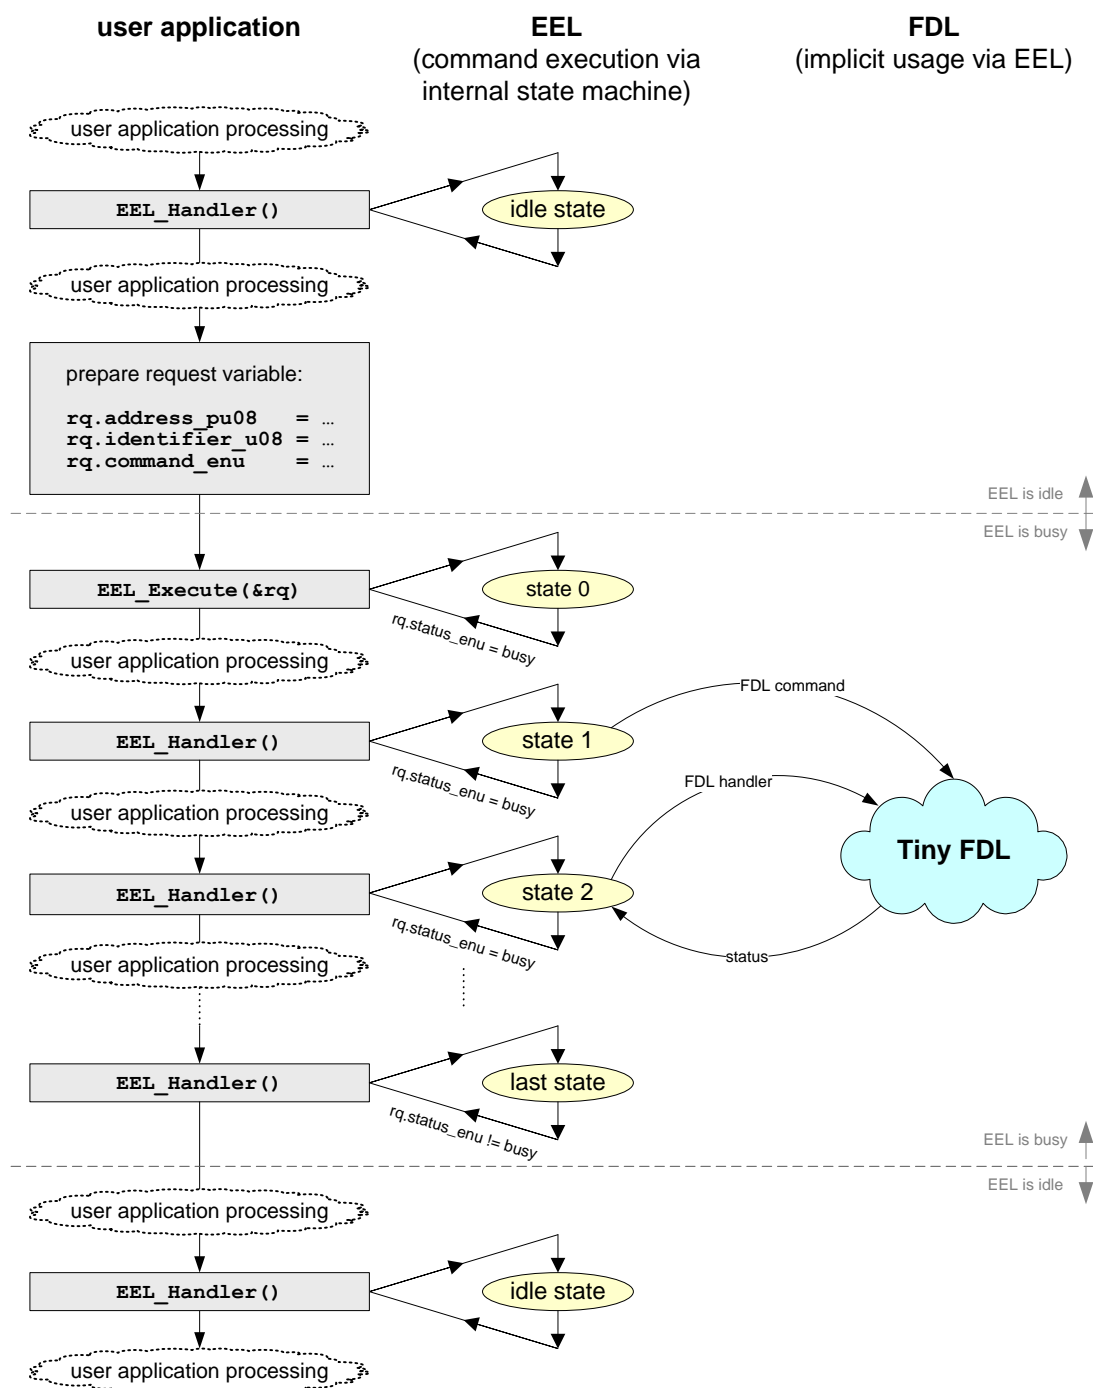 user application
EEL
(command execution via
internal state machine)
FDL
(implicit usage via EEL)
user application processing
EEL_Handler()
idle state
user application processing
prepare request variable:
rq.address_pu08 = …
rq.identifier_u08 = …
rq.command_enu = …
EEL is idle
EEL is busy
EEL_Execute(&rq)
state 0
rq.status_enu = busy
user application processing
FDL command
EEL_Handler()
state 1
rq.status_enu = busy
FDL handler
user application processing
Tiny FDL
EEL_Handler()
state 2
rq.status_enu = busy
status
user application processing
EEL_Handler()
last state
rq.status_enu != busy
EEL is busy
EEL is idle
user application processing
EEL_Handler()
idle state
user application processing